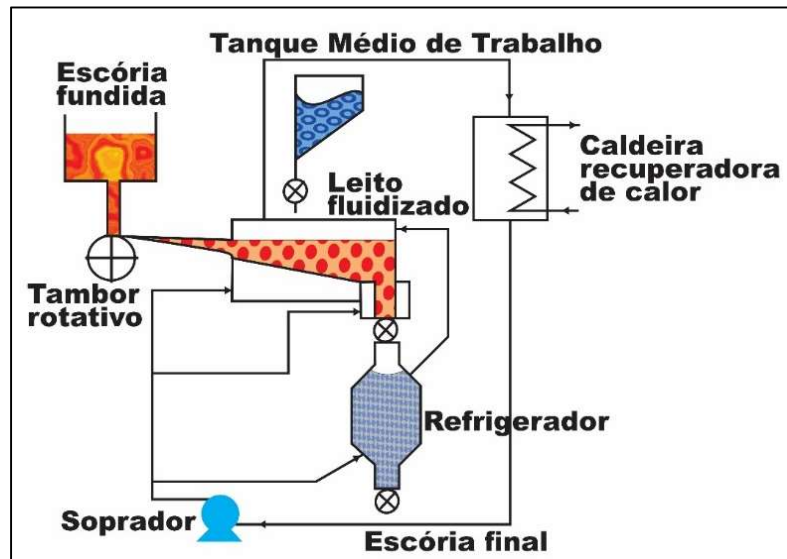 Tanque Médio de Trabalho
Escória
fundida
Caldeira
recuperadora
de calor
Leito
fluidizado
Tambor
rotativo
Refrigerador
Soprador
Escória final